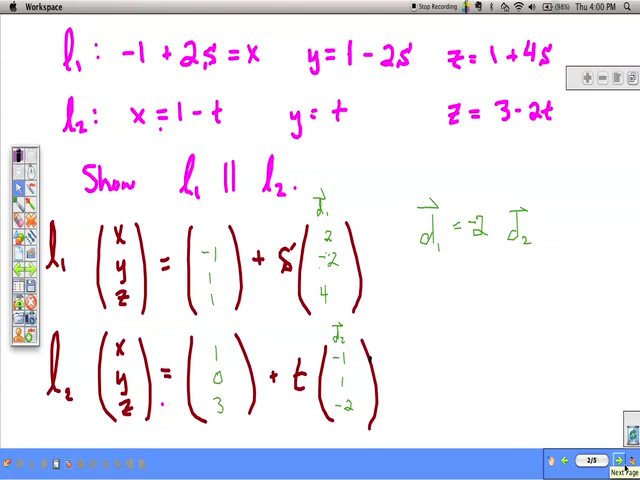 Workspace
Stop Recording
(98%)
Thu 4:00 PM
l₁: -1 + 2s = x y = 1 - 2s z = 1 + 4s
l₂: x = 1 - t y = t z = 3 - 2t
Show l₁ || l₂.
d₁
l₁ (x y z) = (-1 1 1) + s (2 -2 4)
d₁ = -2 d₂
d₂
l₂ (x y z) = (1 0 3) + t (-1 1 -2)
2/5
Next Page